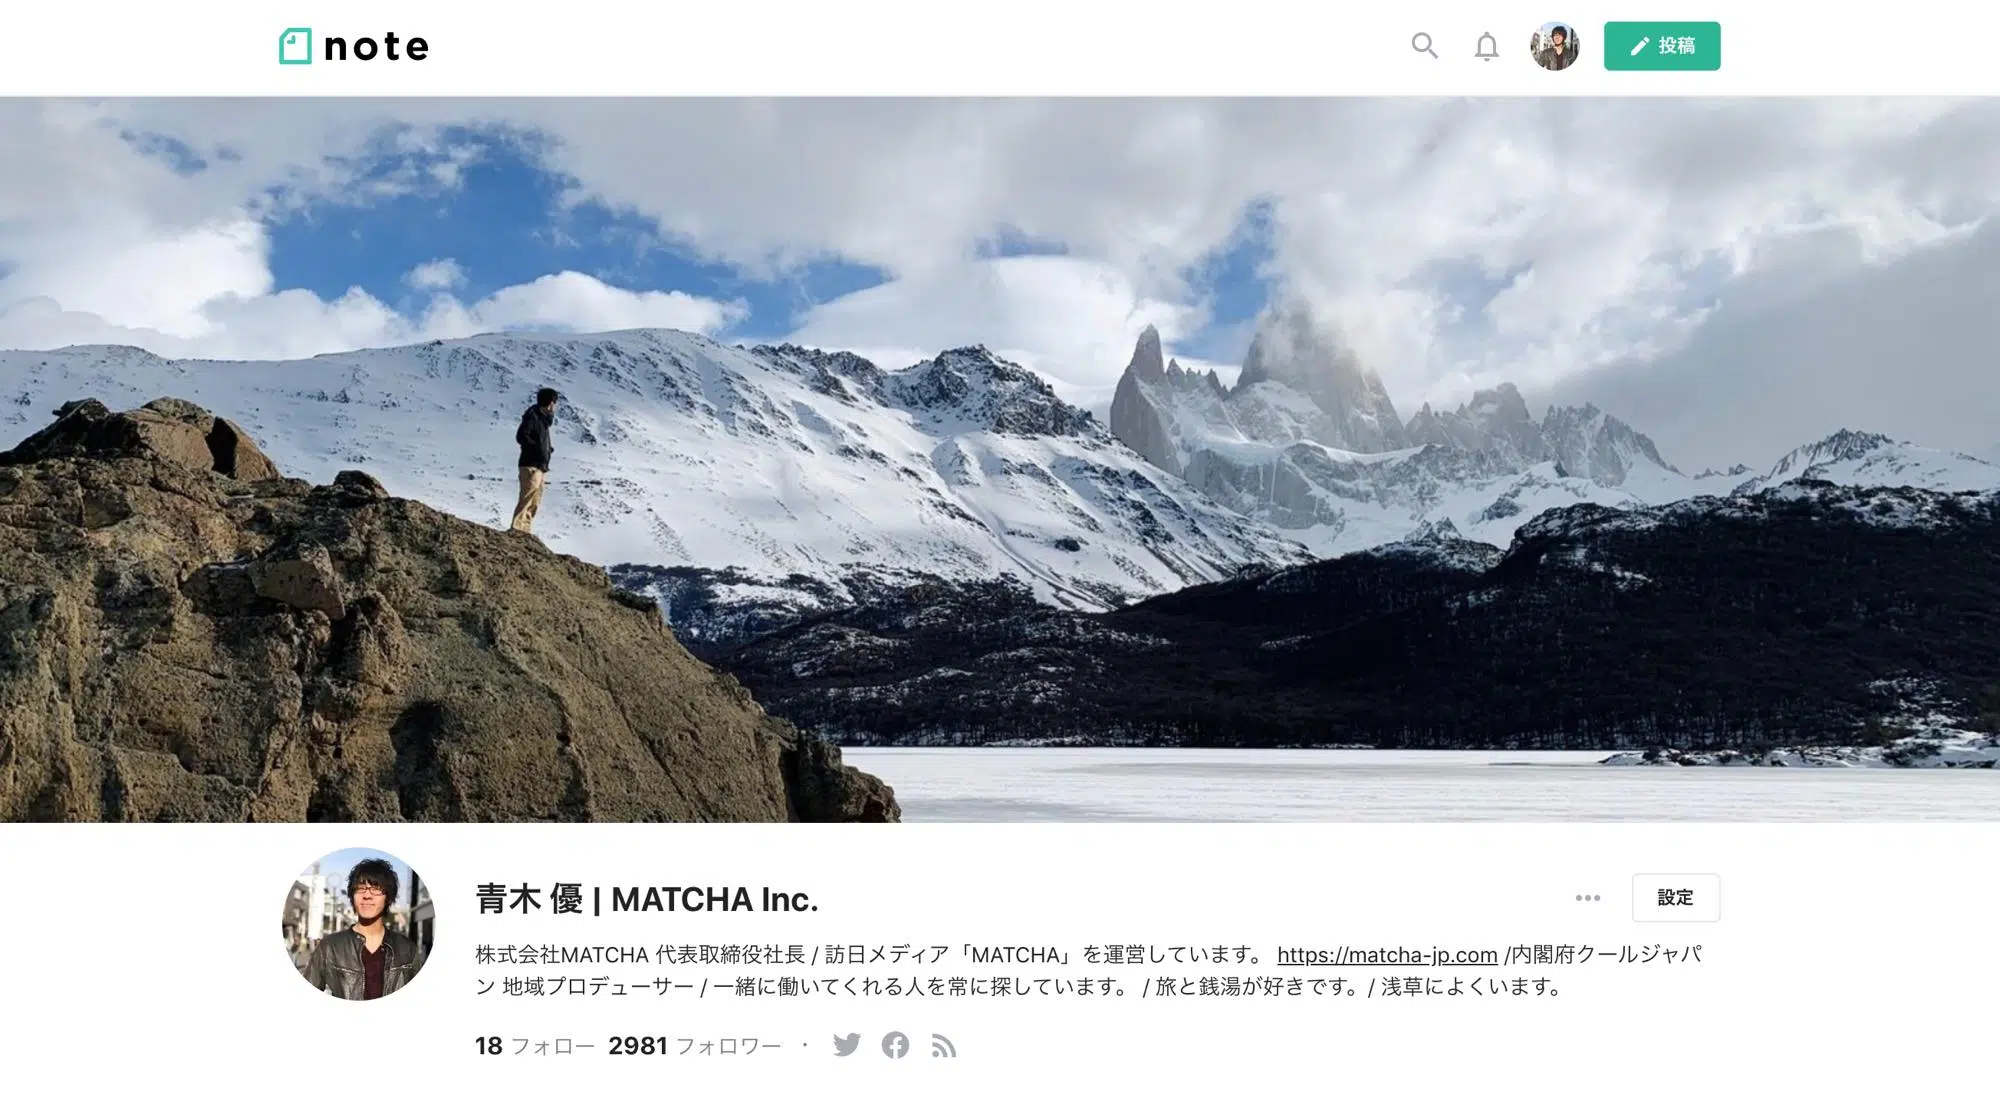 note
投稿
青木 優 | MATCHA Inc.
設定
株式会社MATCHA 代表取締役社長 / 訪日メディア「MATCHA」を運営しています。 https://matcha-jp.com /内閣府クールジャパ
ン 地域プロデューサー / 一緒に働いてくれる人を常に探しています。 / 旅と銭湯が好きです。/ 浅草によくいます。
18 フォロー 2981 フォロワー ·